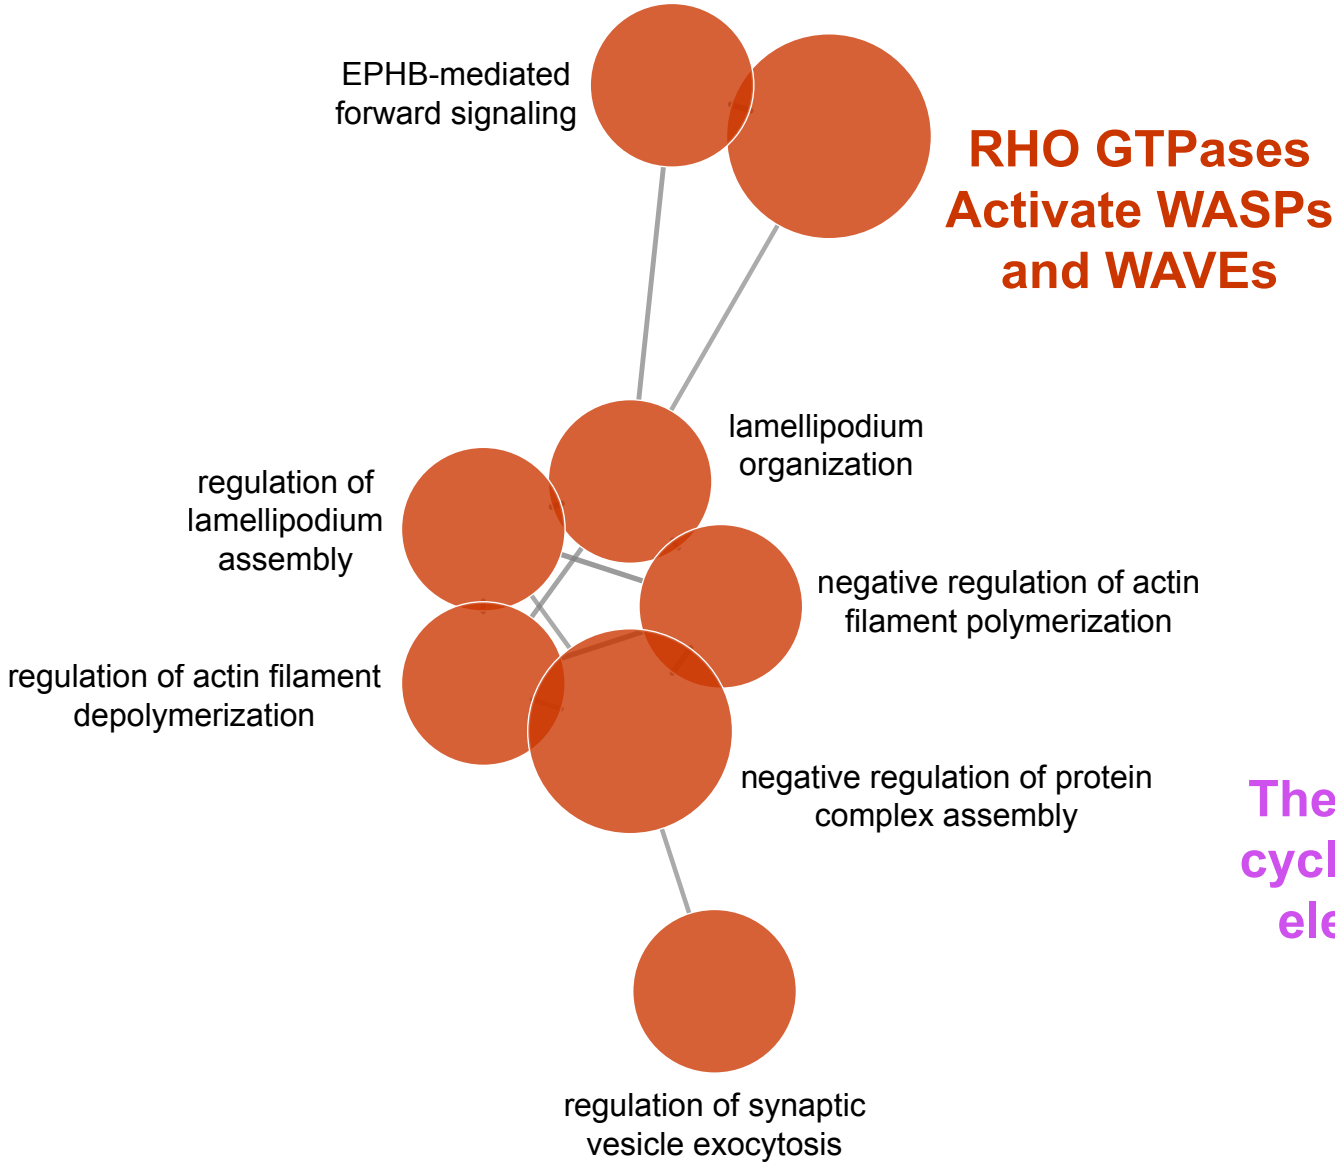 EPHB-mediated
forward signaling
RHO GTPases
Activate WASPs
and WAVEs
lamellipodium
organization
regulation of
lamellipodium
assembly
negative regulation of actin
filament polymerization
regulation of actin filament
depolymerization
negative regulation of protein
complex assembly
regulation of synaptic
vesicle exocytosis